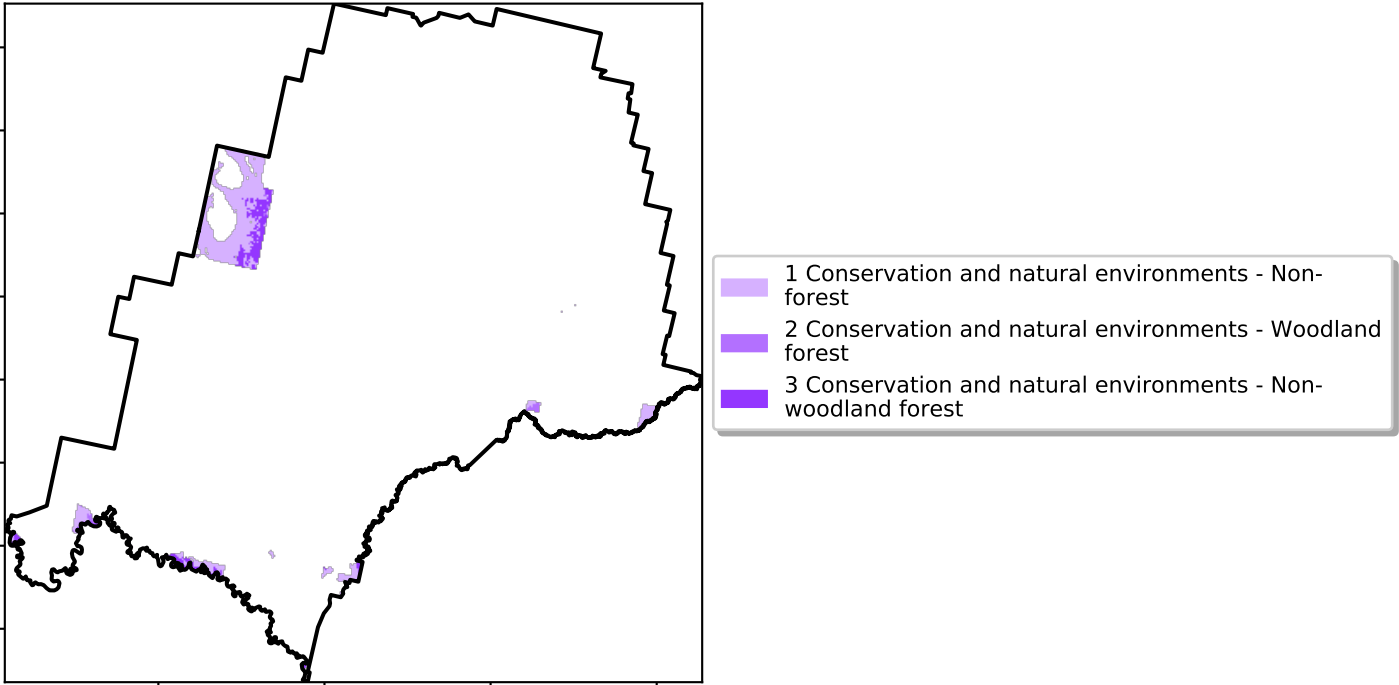 1 Conservation and natural environments - Non-
forest
2 Conservation and natural environments - Woodland
forest
3 Conservation and natural environments - Non-
woodland forest